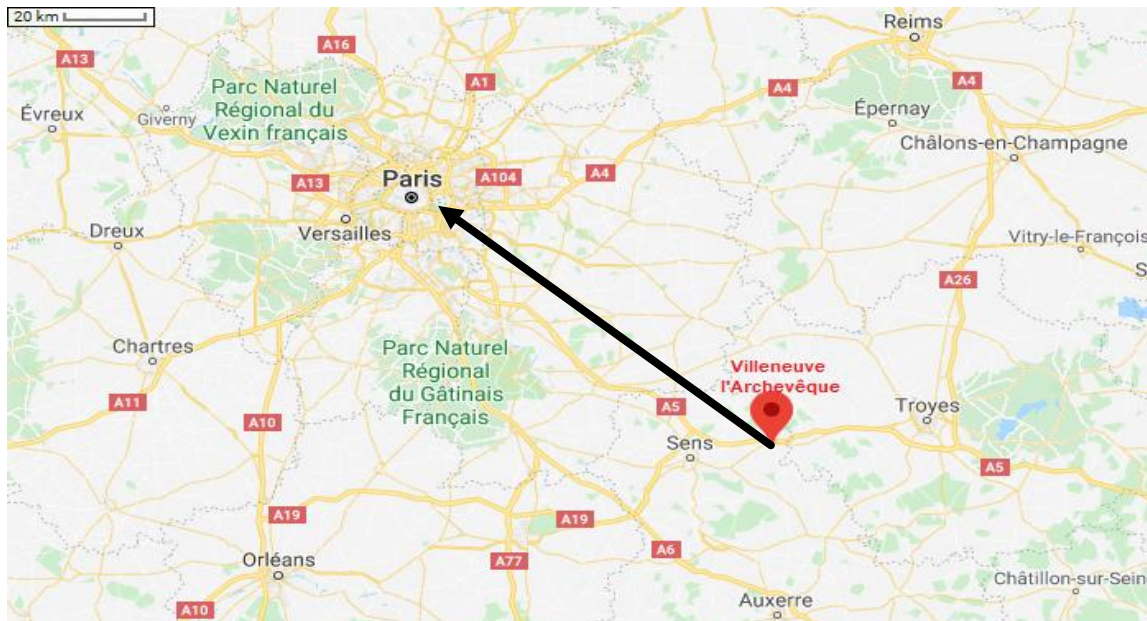 20 km
Reims
A16
A13
A1
Parc Naturel
Régional du
Vexin français
A4
A4
Évreux
Giverny
Épernay
Châlons-en-Champagne
Paris
A13
A104
A4
Versailles
Dreux
Vitry-le-François
S
A26
Chartres
Parc Naturel
Régional
du Gâtinais
Français
Villeneuve
l'Archevêque
A11
A10
A5
Troyes
Sens
A5
A19
A19
A6
A77
Orléans
Châtillon-sur-Sein
A10
Auxerre